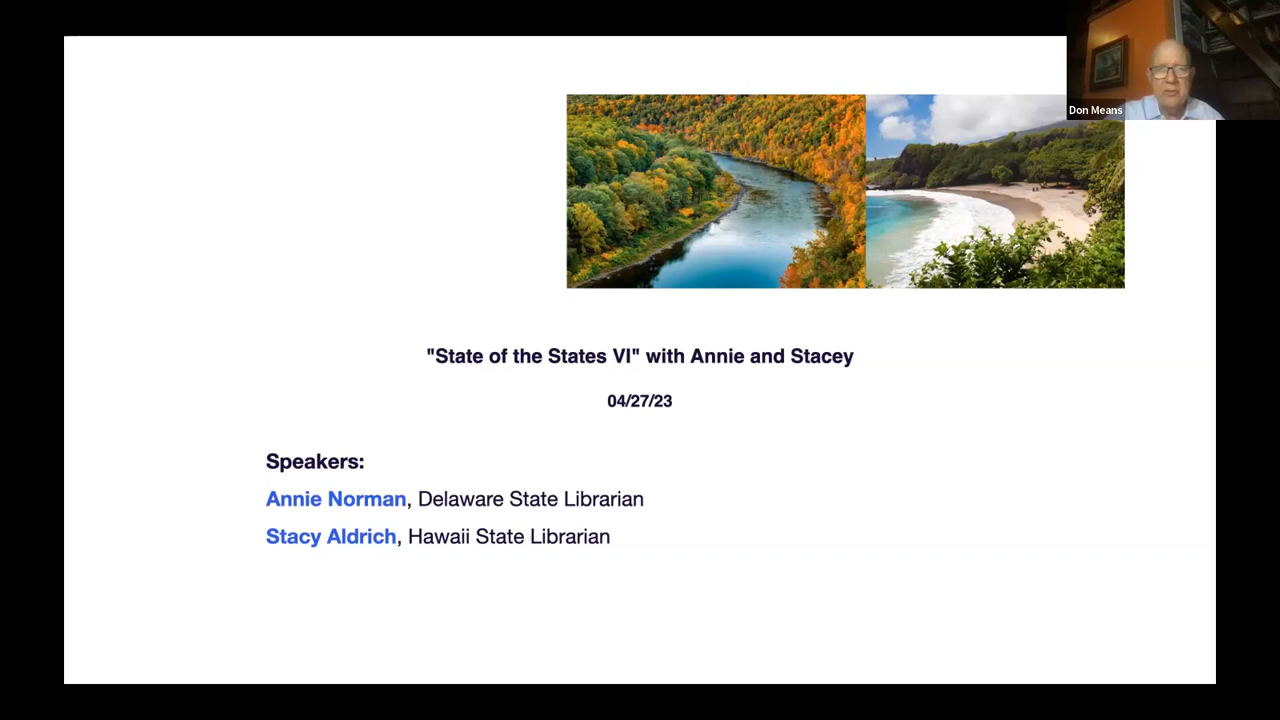 Don Means
"State of the States VI" with Annie and Stacey
04/27/23
Speakers:
Annie Norman, Delaware State Librarian
Stacy Aldrich, Hawaii State Librarian